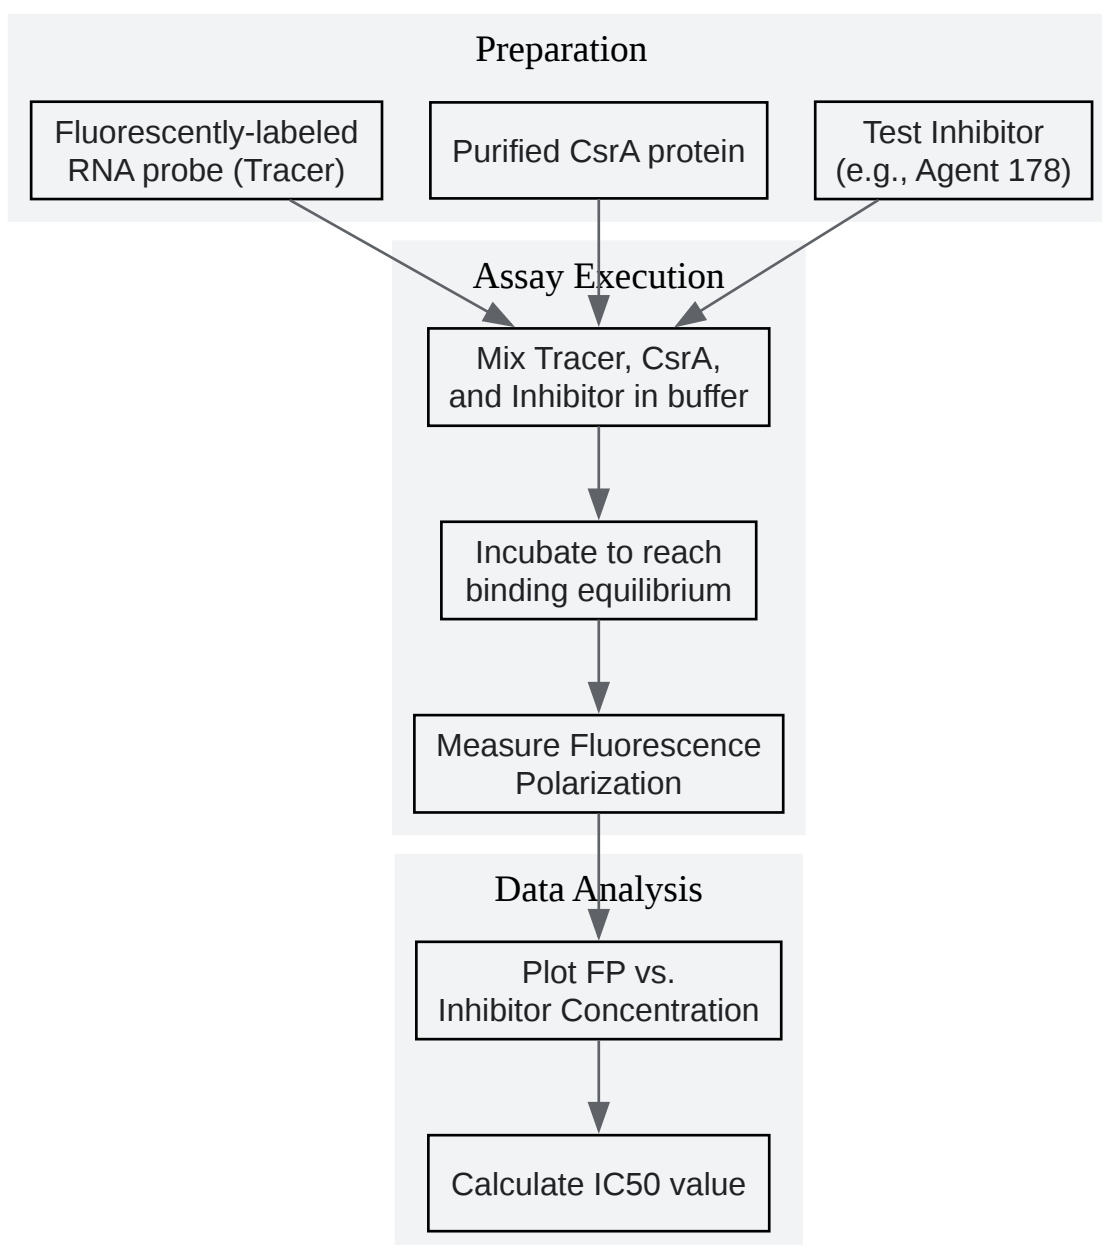 Preparation
Fluorescently-labeled
RNA probe (Tracer)
Purified CsrA protein
Test Inhibitor
(e.g., Agent 178)
Assay Execution
Mix Tracer, CsrA,
and Inhibitor in buffer
Incubate to reach
binding equilibrium
Measure Fluorescence
Polarization
Data Analysis
Plot FP vs.
Inhibitor Concentration
Calculate IC50 value